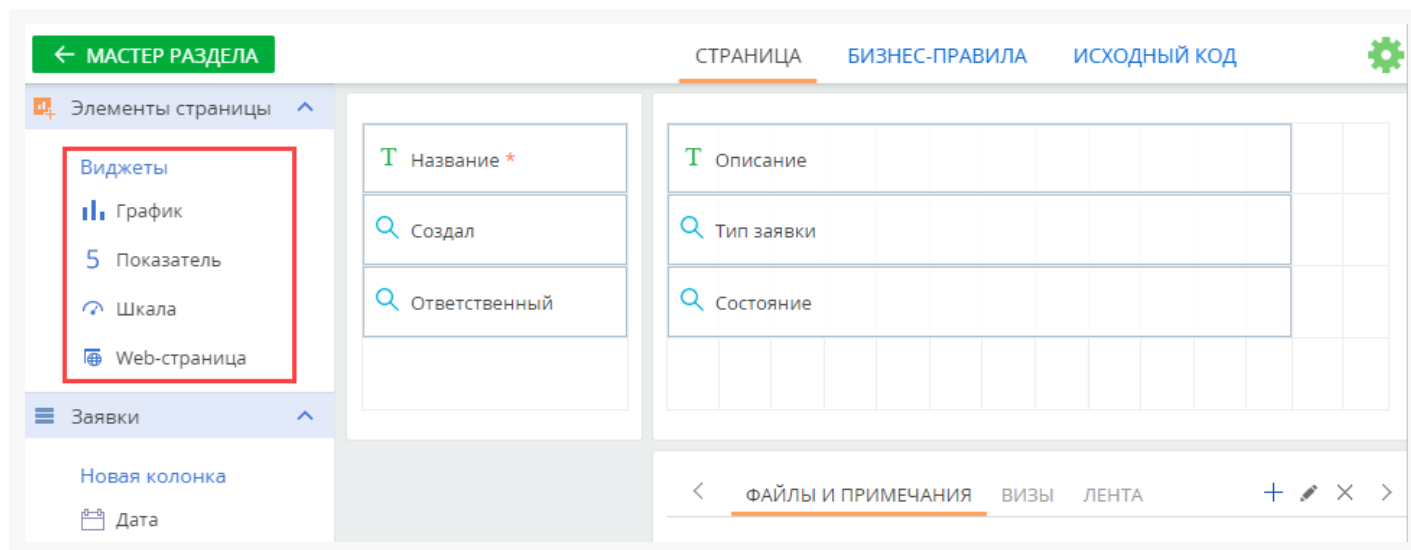 ← МАСТЕР РАЗДЕЛА
СТРАНИЦА БИЗНЕС-ПРАВИЛА ИСХОДНЫЙ КОД
Элементы страницы
Виджеты
График
5 Показатель
Шкала
Web-страница
Заявки
Новая колонка
Дата
T Название *
Создал
Ответственный
T Описание
Тип заявки
Состояние
ФАЙЛЫ И ПРИМЕЧАНИЯ ВИЗЫ ЛЕНТА